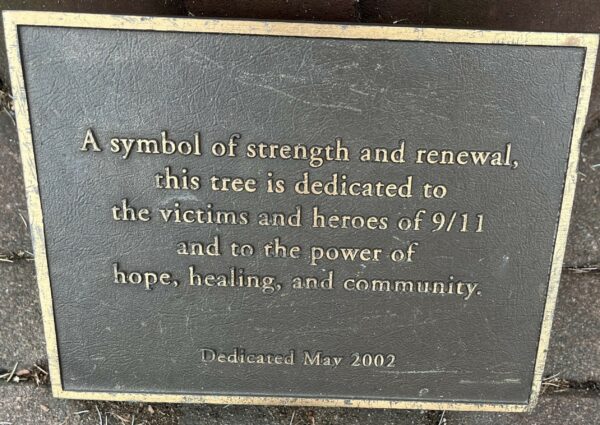 A symbol of strength and renewal,
this tree is dedicated to
the victims and heroes of 9/11
and to the power of
hope, healing, and community.
Dedicated May 2002